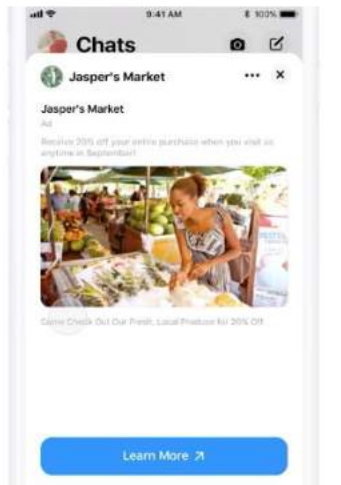 9:41 AM
100%
Chats
Jasper's Market
Jasper's Market
Ad
Receive 20% off your entire purchase when you visit us
anytime in September!
Come Check Out Our Fresh, Local Produce for 20% Off
Learn More